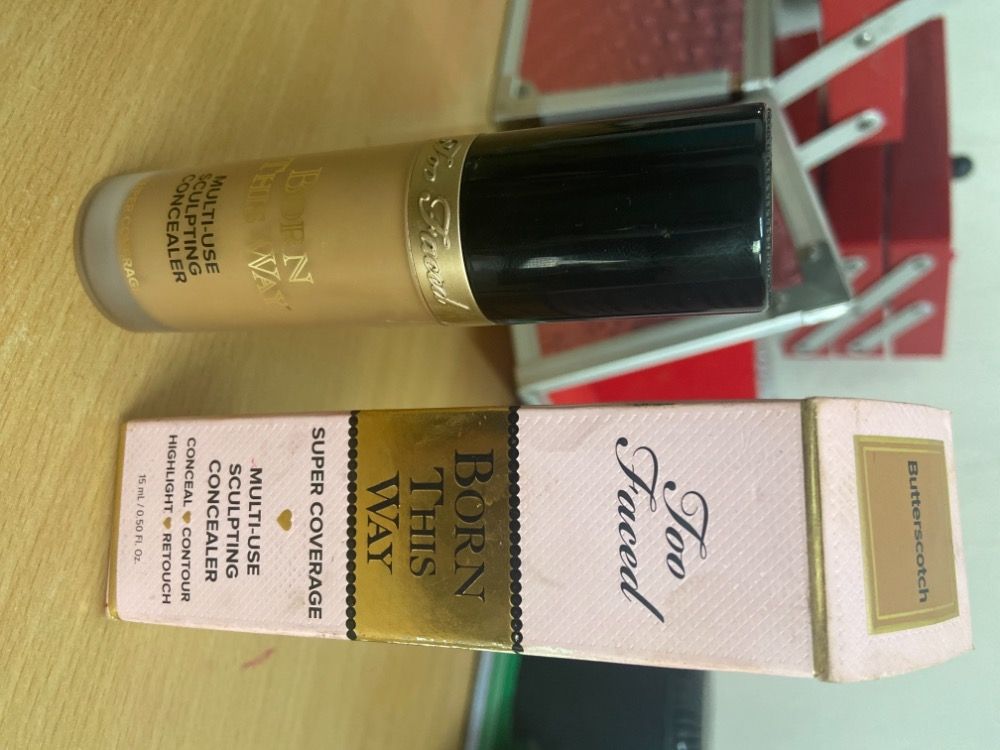 Too Faced
BORN
THIS WAY
MULTI-USE
SCULPTING
CONCEALER
Butterscotch
Too
Faced
BORN
THIS
WAY
SUPER COVERAGE
MULTI-USE
SCULPTING
CONCEALER
CONCEAL CONTOUR
HIGHLIGHT RETOUCH
15 mL / 0.50 Fl. Oz.